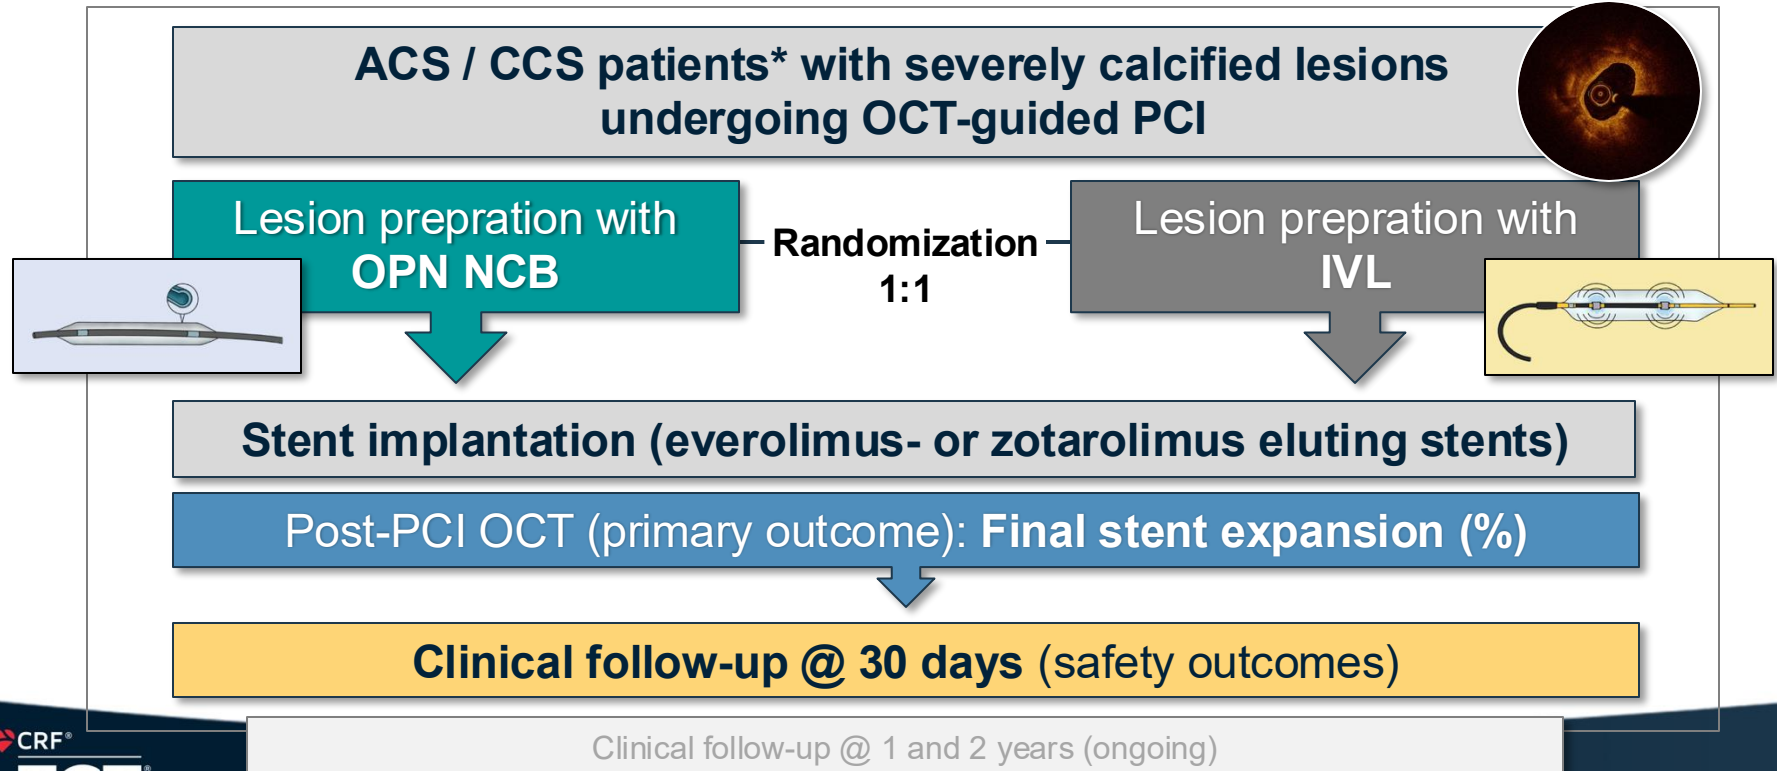 ACS / CCS patients* with severely calcified lesions
undergoing OCT-guided PCI
Lesion prepration with
OPN NCB
Randomization
1:1
Lesion prepration with
IVL
Stent implantation (everolimus- or zotarolimus eluting stents)
Post-PCI OCT (primary outcome): Final stent expansion (%)
Clinical follow-up @ 30 days (safety outcomes)
Clinical follow-up @ 1 and 2 years (ongoing)
CRF®